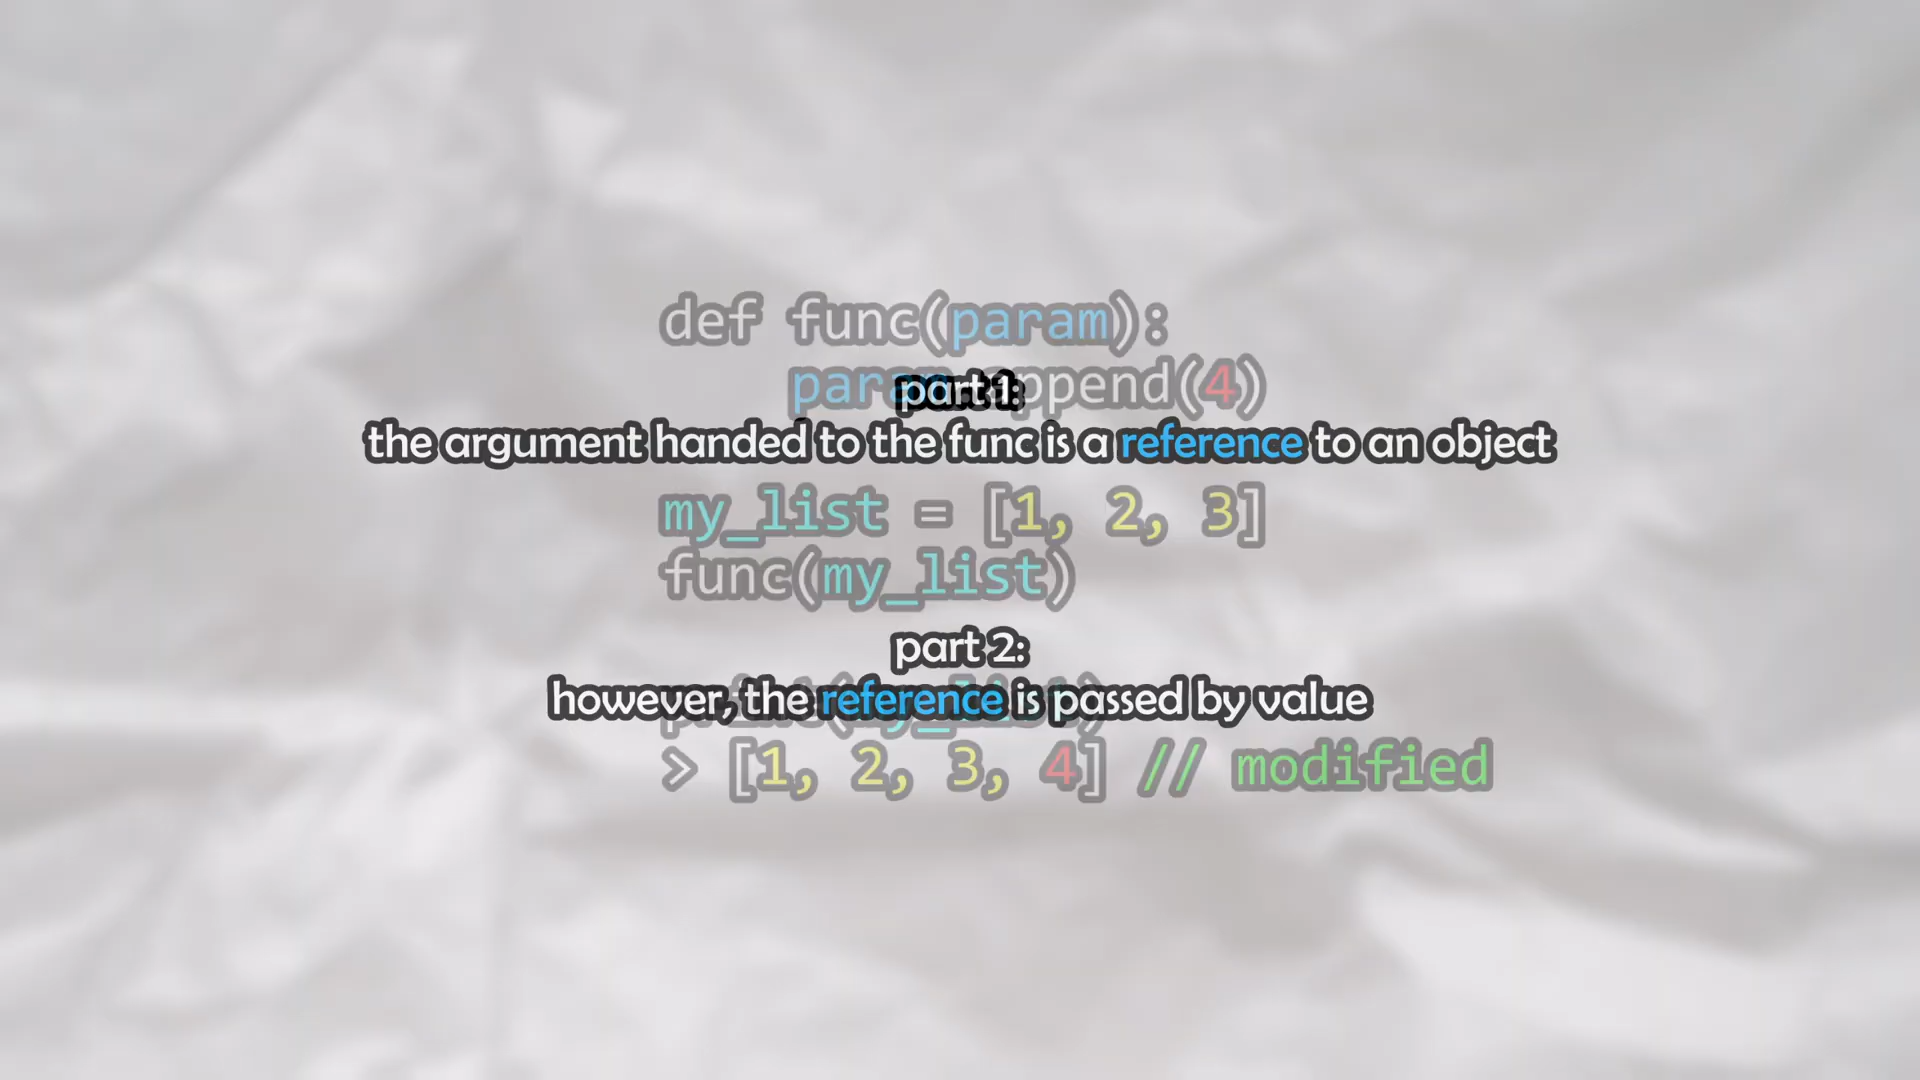 def func(param):
param.append(4)
part 1:
the argument handed to the func is a reference to an object
my_list = [1, 2, 3]
func(my_list)
part 2:
however, the reference is passed by value
> [1, 2, 3, 4] // modified